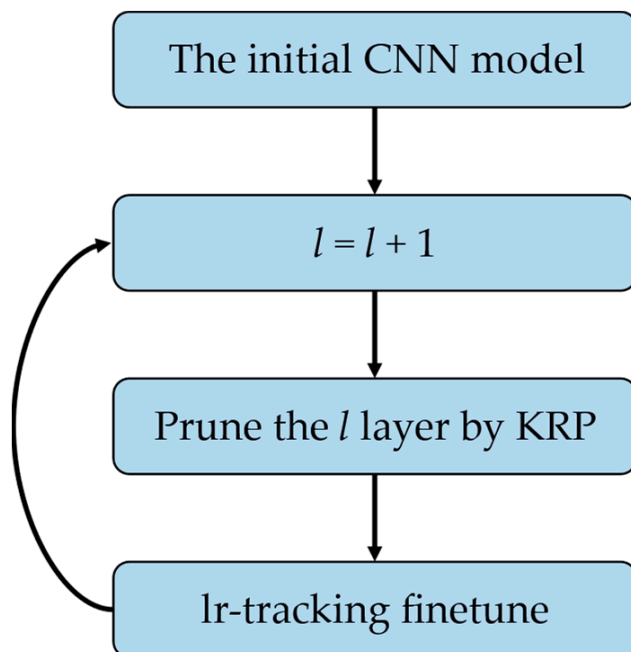 The initial CNN model
l = l + 1
Prune the l layer by KRP
lr-tracking finetune